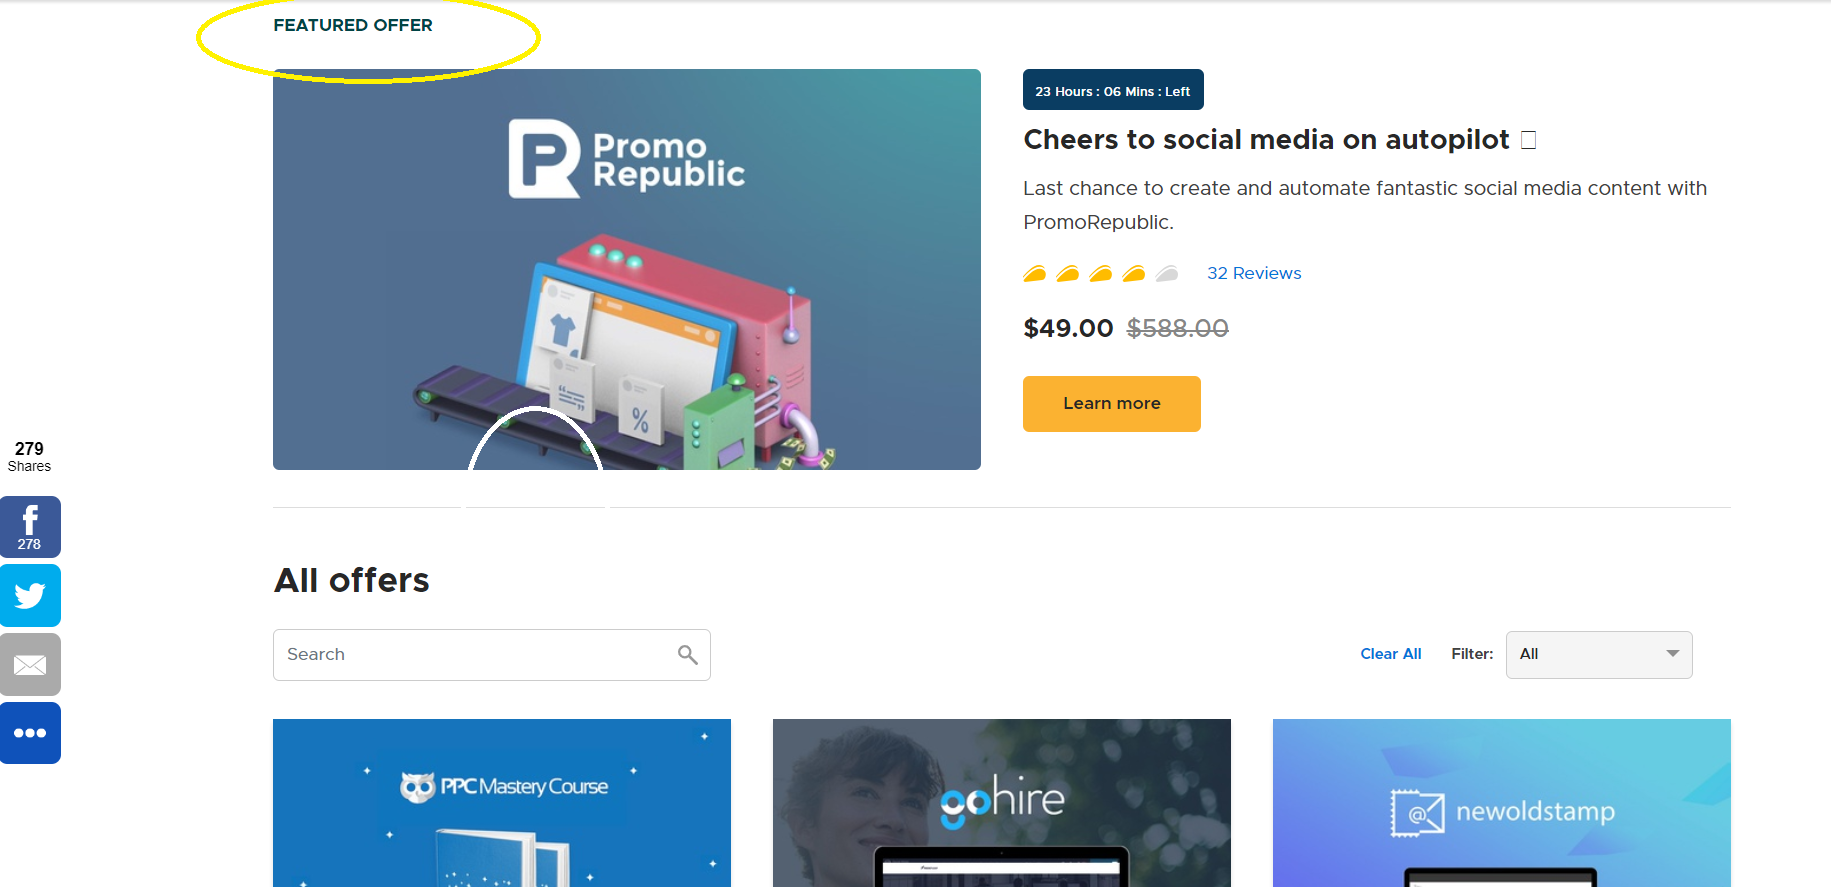 FEATURED OFFER
Promo
Republic
%
23 Hours : 06 Mins : Left
Cheers to social media on autopilot
Last chance to create and automate fantastic social media content with
PromoRepublic.
32 Reviews
$49.00 $588.00
Learn more
279
Shares
f
278
All offers
Search
Clear All Filter: All
PPC Mastery Course
gohire
@ newoldstamp